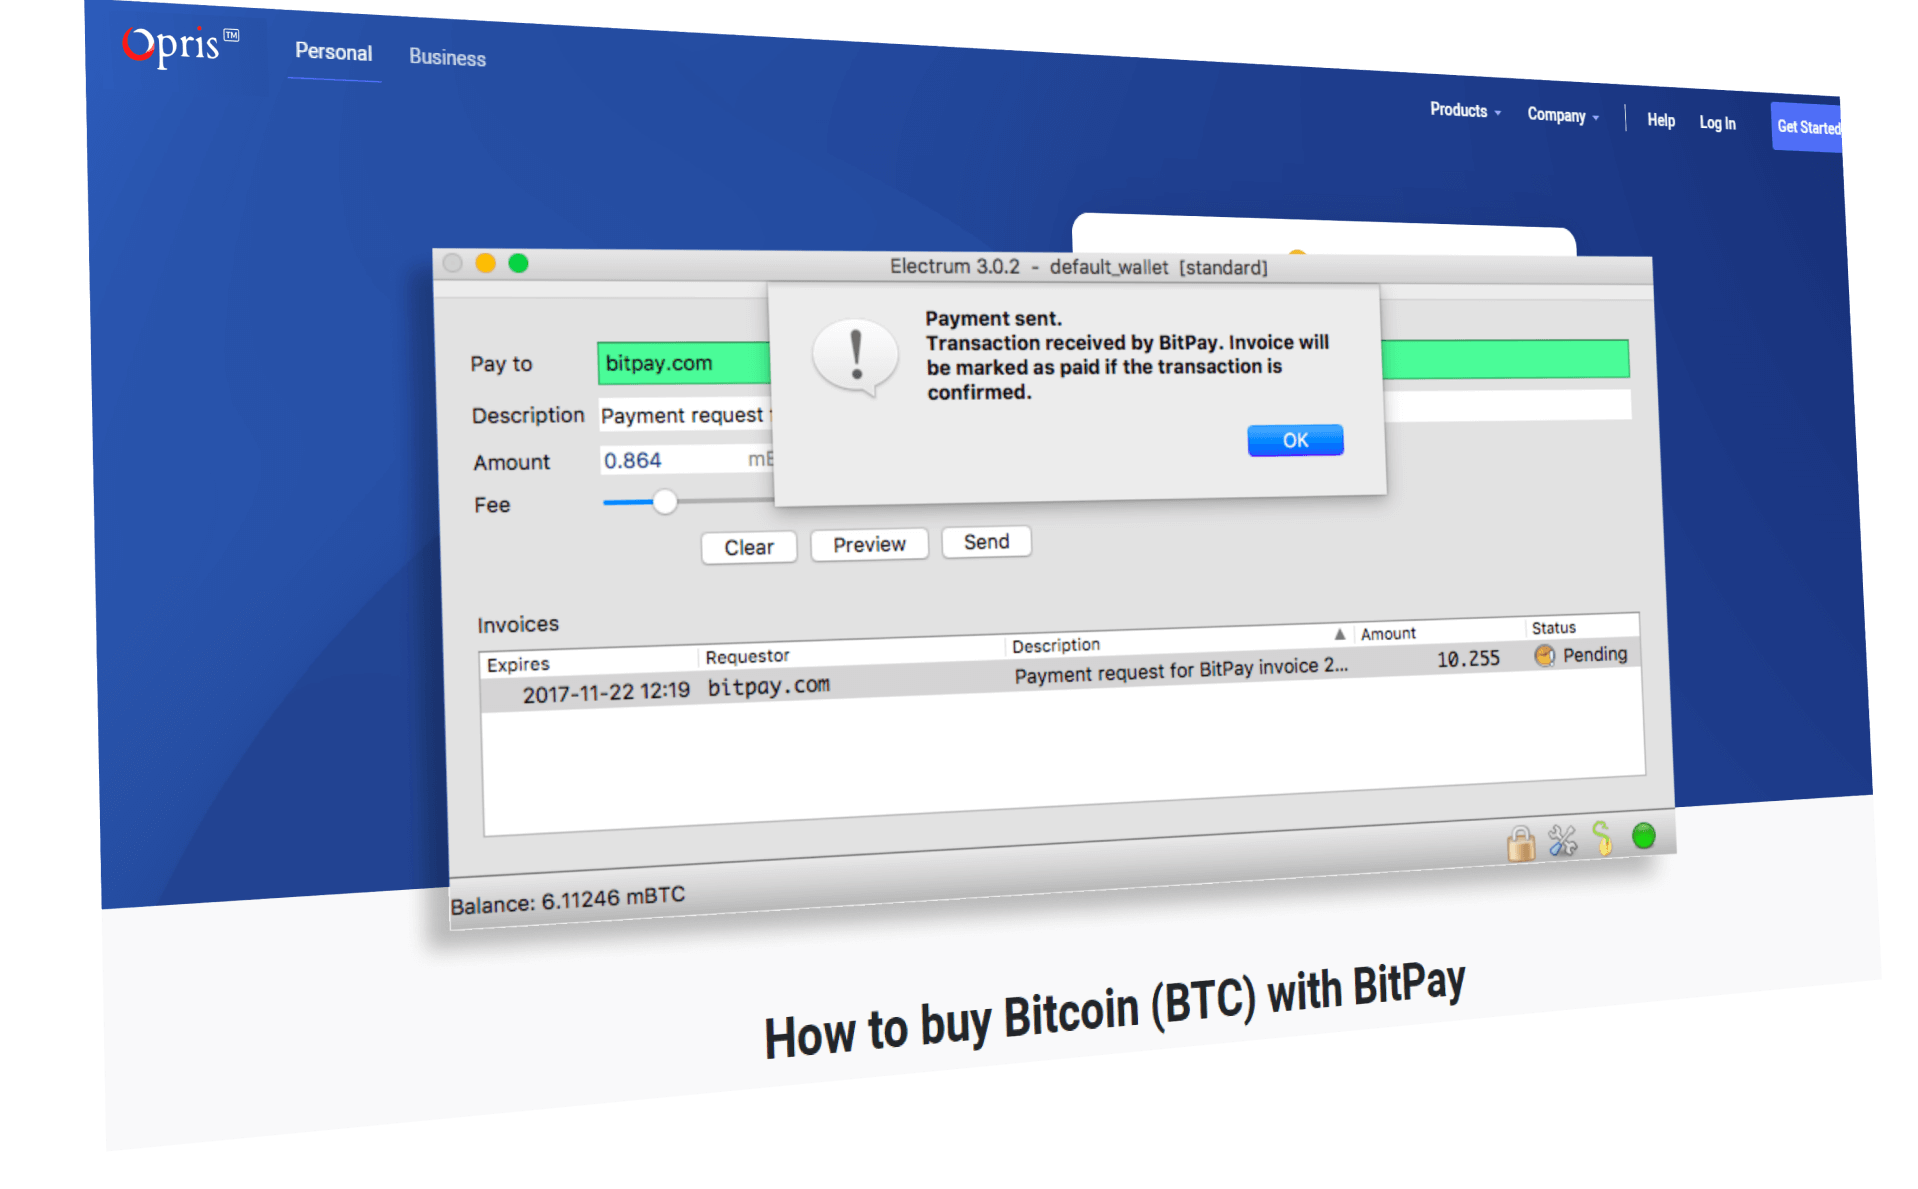 Opris TM
Personal Business
Products Company Help Log In Get Started
Electrum 3.0.2 - default_wallet [standard]
Payment sent.
Transaction received by BitPay. Invoice will
be marked as paid if the transaction is
confirmed.
OK
Pay to bitpay.com
Description Payment request
Amount 0.864
Fee
Clear Preview Send
Invoices
Expires Requestor Description Amount Status
2017-11-22 12:19 bitpay.com Payment request for BitPay invoice 2... 10.255 Pending
Balance: 6.11246 mBTC
How to buy Bitcoin (BTC) with BitPay